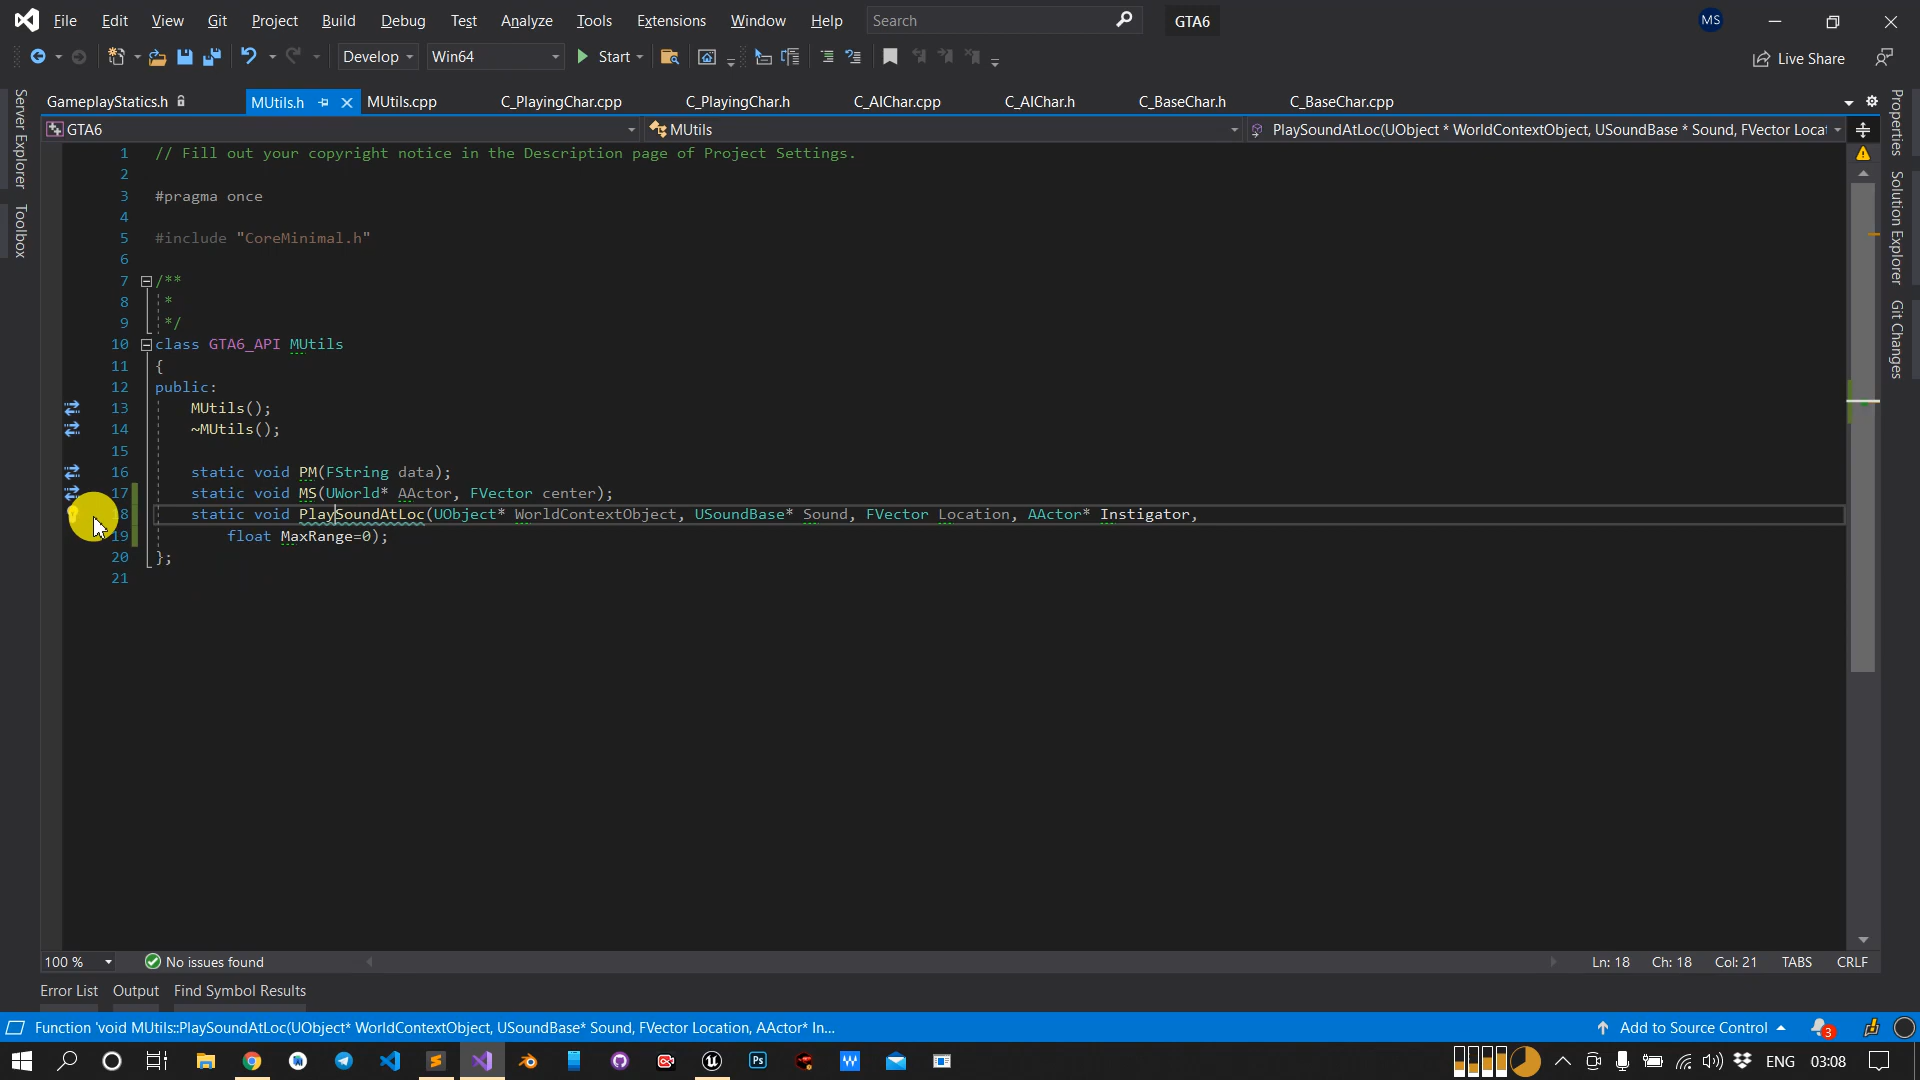 File Edit View Git Project Build Debug Test Analyze Tools Extensions Window Help Search GTA6 MS
Develop Win64 Start Live Share
GameplayStatics.h MUtils.h MUtils.cpp C_PlayingChar.cpp C_PlayingChar.h C_AIChar.cpp C_AIChar.h C_BaseChar.h C_BaseChar.cpp
GTA6 MUtils PlaySoundAtLoc(UObject * WorldContextObject, USoundBase * Sound, FVector Locat
Server Explorer
Toolbox
Properties
Solution Explorer
Git Changes
1 // Fill out your copyright notice in the Description page of Project Settings.
2
3 #pragma once
4
5 #include "CoreMinimal.h"
6
7 /**
8 *
9 */
10 class GTA6_API MUtils
11 {
12 public:
13 MUtils();
14 ~MUtils();
15
16 static void PM(FString data);
17 static void MS(UWorld* AActor, FVector center);
18 static void PlaySoundAtLoc(UObject* WorldContextObject, USoundBase* Sound, FVector Location, AActor* Instigator,
19 float MaxRange=0);
20 };
21
100 % No issues found Ln: 18 Ch: 18 Col: 21 TABS CRLF
Error List Output Find Symbol Results
Function 'void MUtils::PlaySoundAtLoc(UObject* WorldContextObject, USoundBase* Sound, FVector Location, AActor* In... Add to Source Control 3
ENG 03:08